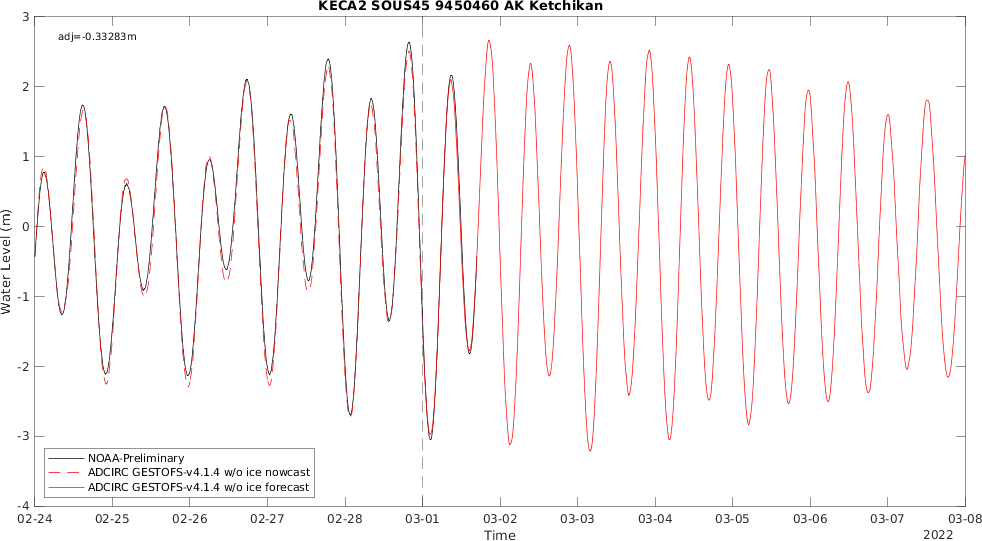 KECA2 SOUS45 9450460 AK Ketchikan
adj=-0.33283m
3
2
1
0
-1
-2
-3
-4
Water Level (m)
NOAA-Preliminary
ADCIRC GESTOFS-v4.1.4 w/o ice nowcast
ADCIRC GESTOFS-v4.1.4 w/o ice forecast
02-24 02-25 02-26 02-27 02-28 03-01 03-02 03-03 03-04 03-05 03-06 03-07 03-08
Time
2022